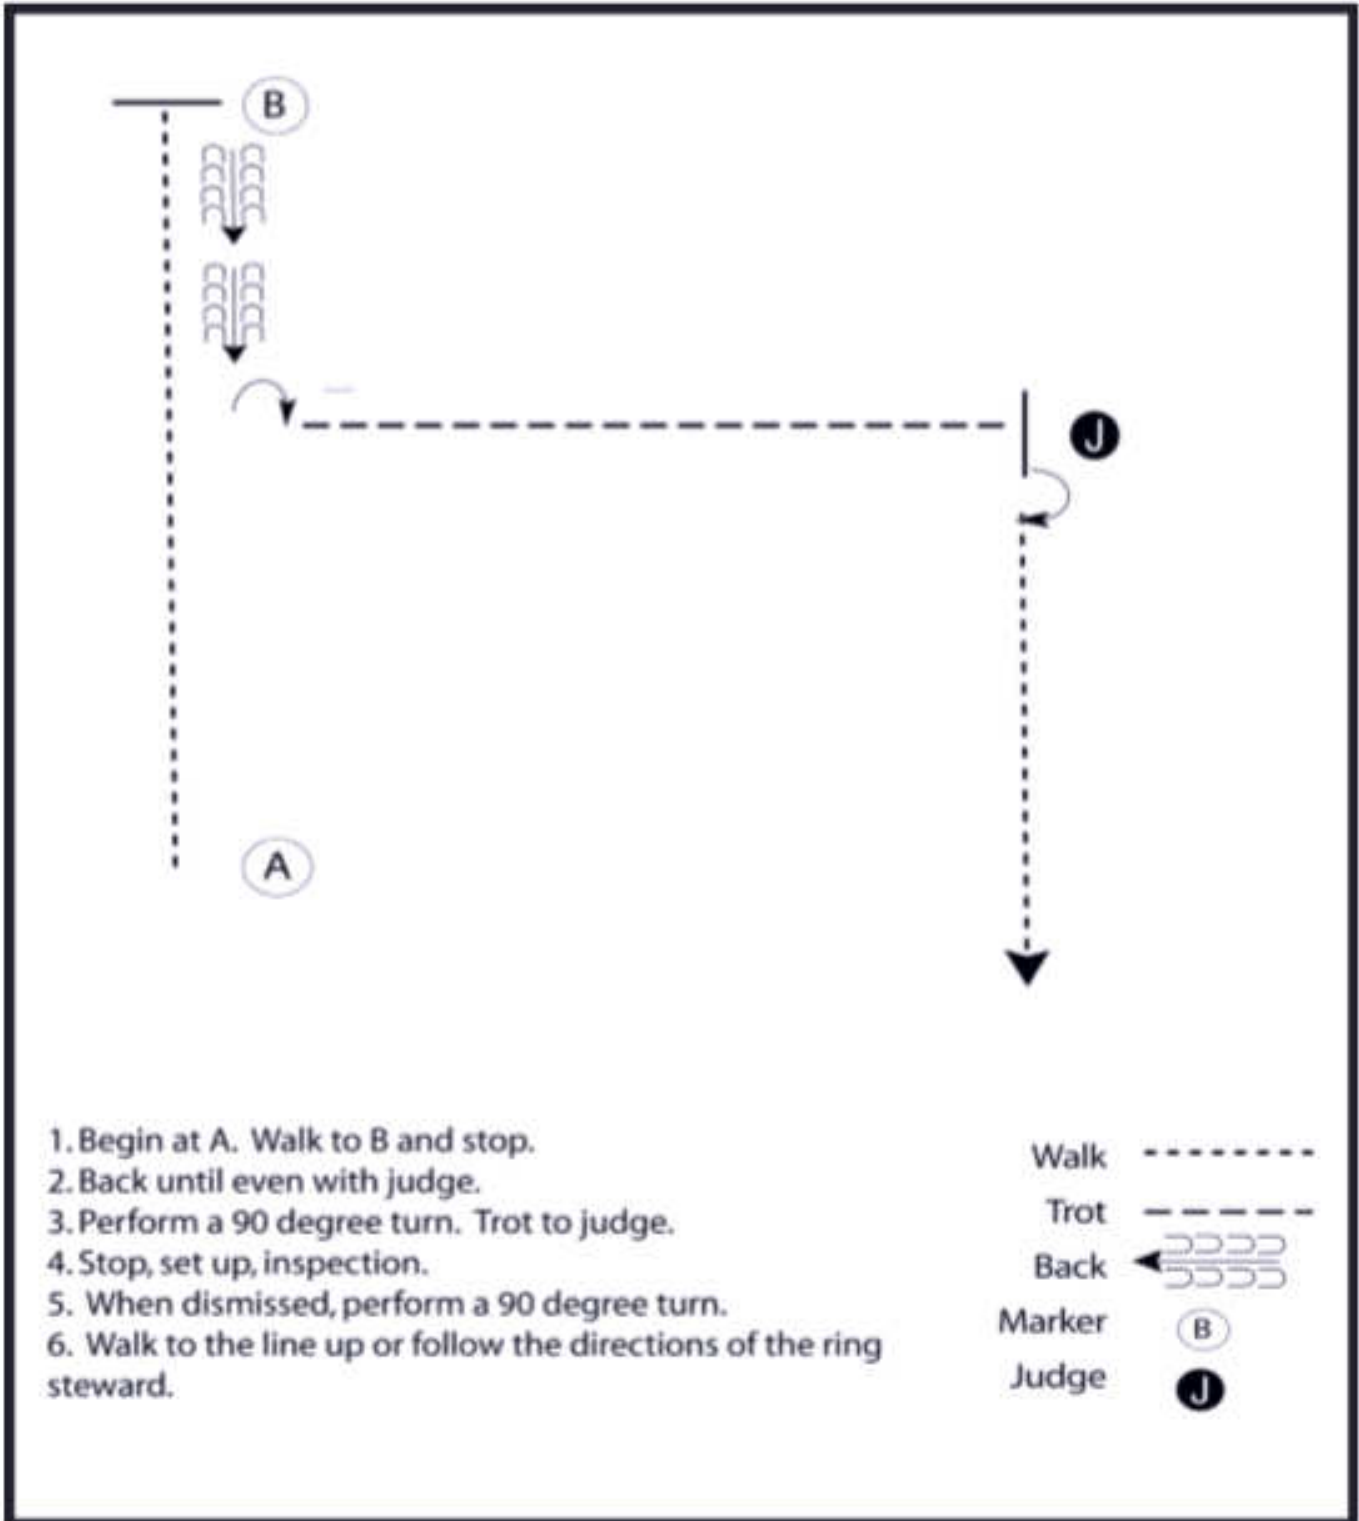 B
J
A
1. Begin at A. Walk to B and stop.
2. Back until even with judge.
3. Perform a 90 degree turn. Trot to judge.
4. Stop, set up, inspection.
5. When dismissed, perform a 90 degree turn.
6. Walk to the line up or follow the directions of the ring
steward.
Walk
Trot
Back
Marker B
Judge J